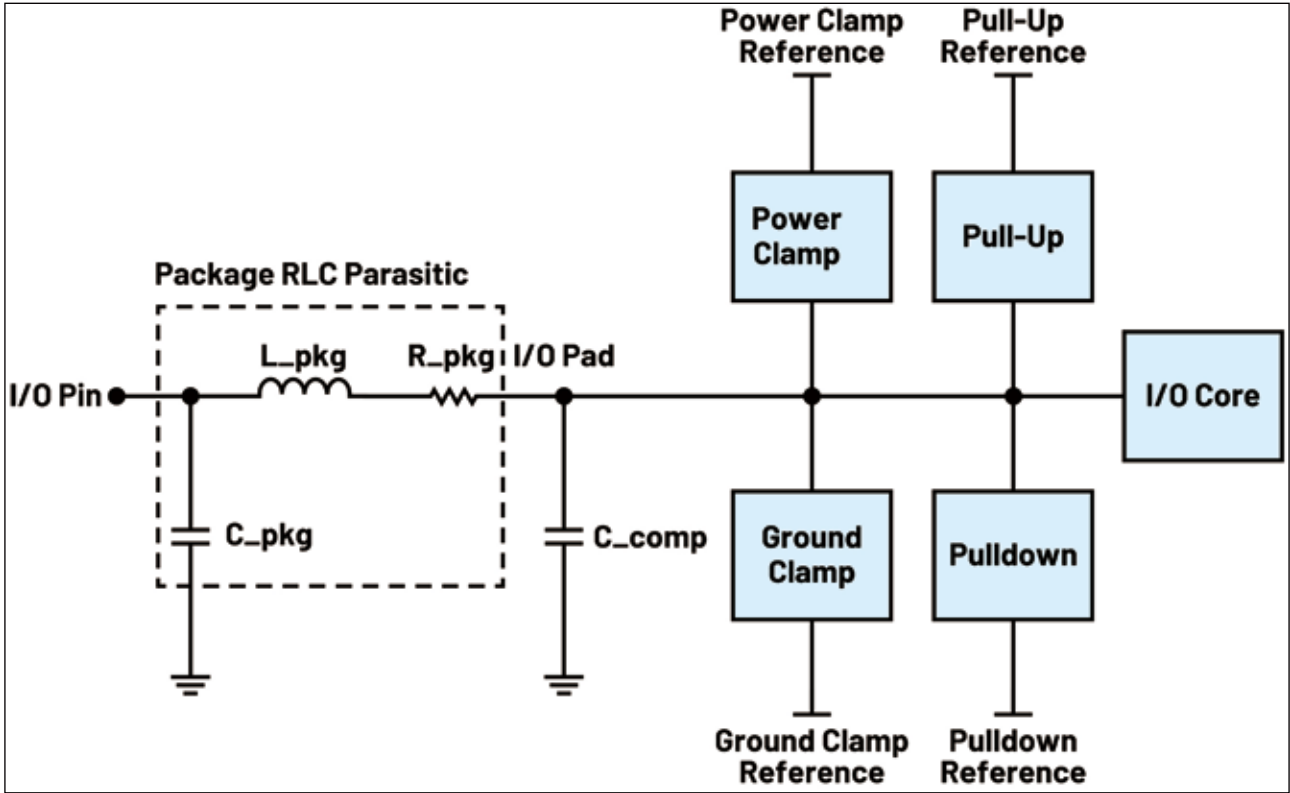 Power Clamp
Reference
Pull-Up
Reference
Power
Clamp
Pull-Up
Package RLC Parasitic
L_pkg
R_pkg
I/O Pad
I/O Pin
I/O Core
C_pkg
C_comp
Ground
Clamp
Pulldown
Ground Clamp
Reference
Pulldown
Reference